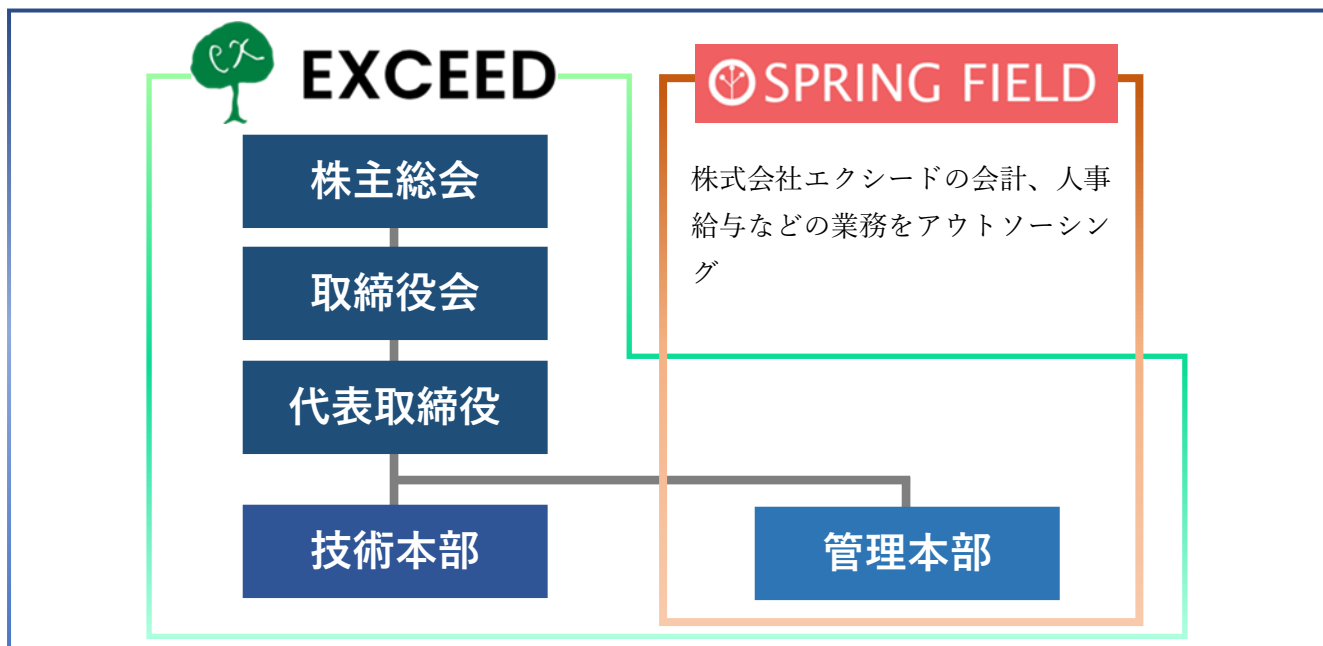 ex
EXCEED
SPRING FIELD
株主総会
株式会社エクシードの会計、人事
給与などの業務をアウトソーシン
グ
取締役会
代表取締役
技術本部
管理本部